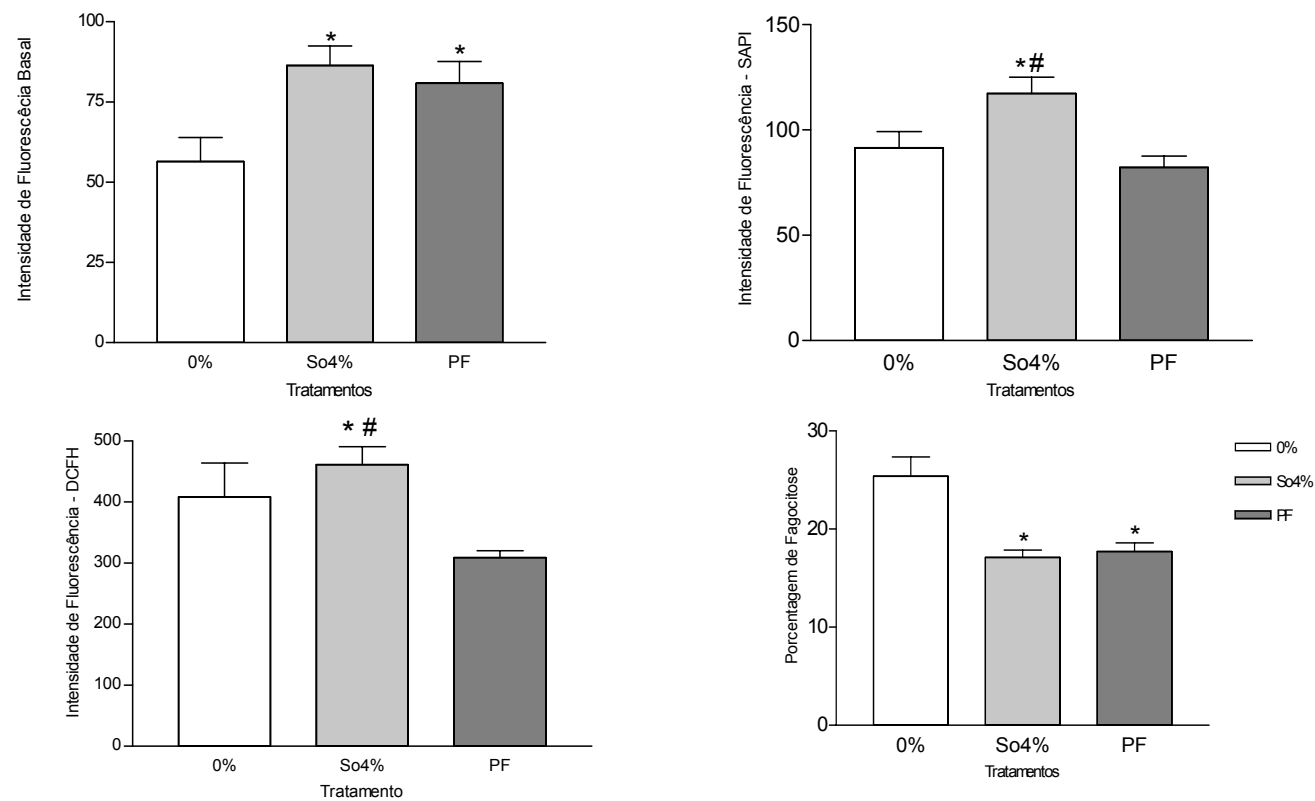 Intensidade de Fluorescêcia Basal
100
75
50
25
0
*
*
0%
So4%
PF
Tratamentos
Intensidade de Fluorescência - SAPI
150
100
50
0
*#
0%
So4%
PF
Tratamentos
Intensidade de Fluorescência - DCFH
500
400
300
200
100
0
* #
0%
So4%
PF
Tratamento
Porcentagem de Fagocitose
30
20
10
0
*
*
0%
So4%
PF
Tratamentos
0%
So4%
PF